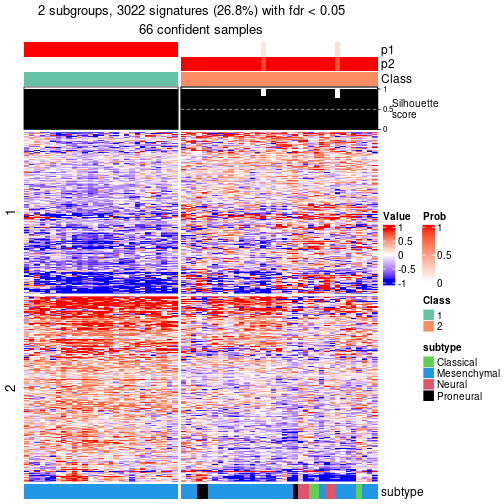 2 subgroups, 3022 signatures (26.8%) with fdr < 0.05
66 confident samples
p1
p2
Class
1
0.5
0
Silhouette
score
1
2
Value
1
0.5
0
-0.5
-1
Prob
1
0.5
0
Class
1
2
subtype
Classical
Mesenchymal
Neural
Proneural
subtype